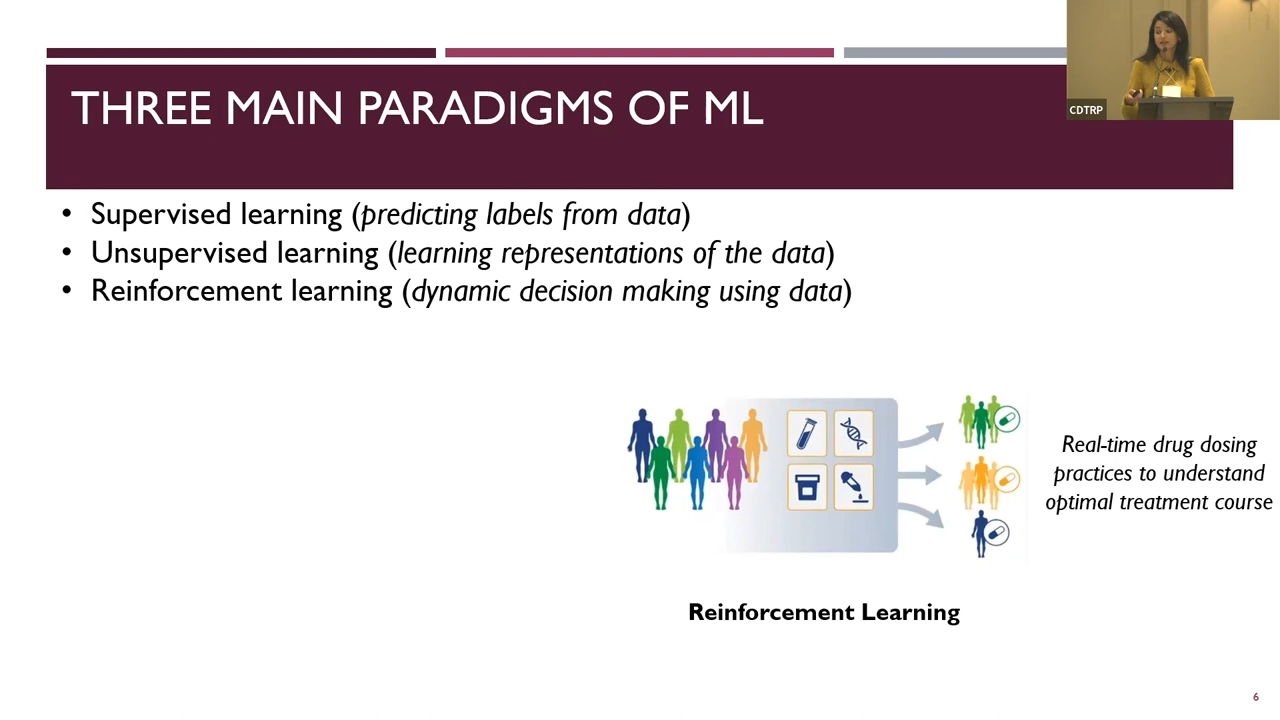 THREE MAIN PARADIGMS OF ML
CDTRP
• Supervised learning (predicting labels from data)
• Unsupervised learning (learning representations of the data)
• Reinforcement learning (dynamic decision making using data)
Real-time drug dosing
practices to understand
optimal treatment course
Reinforcement Learning
6